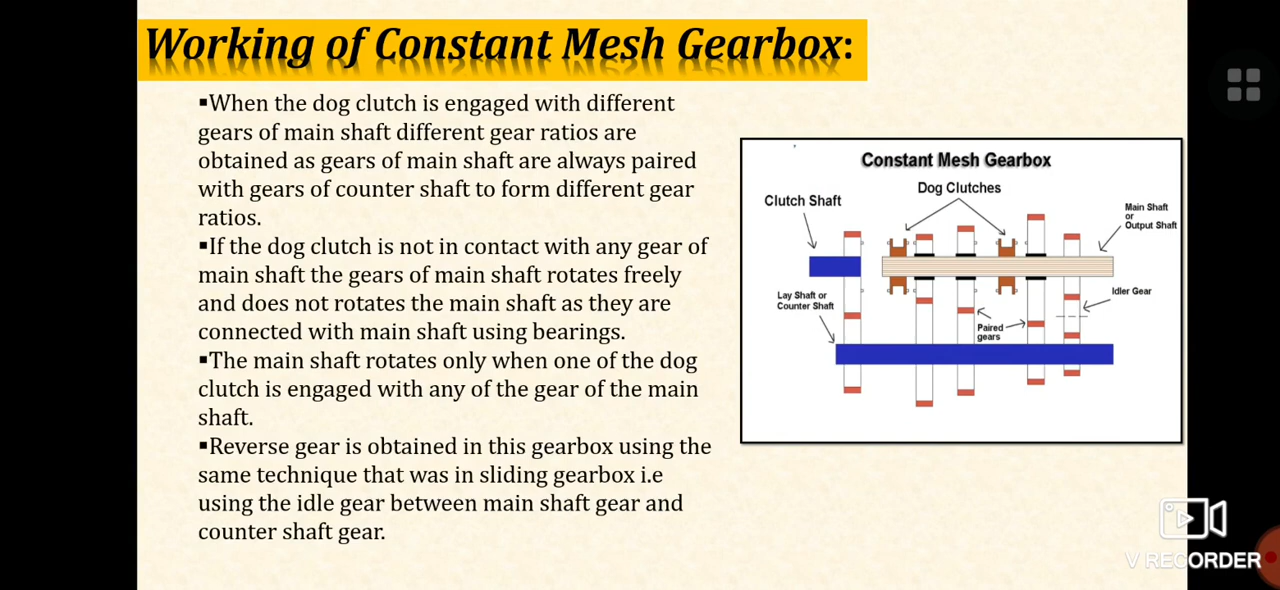 Working of Constant Mesh Gearbox:
▪When the dog clutch is engaged with different
gears of main shaft different gear ratios are
obtained as gears of main shaft are always paired
with gears of counter shaft to form different gear
ratios.
▪If the dog clutch is not in contact with any gear of
main shaft the gears of main shaft rotates freely
and does not rotates the main shaft as they are
connected with main shaft using bearings.
▪The main shaft rotates only when one of the dog
clutch is engaged with any of the gear of the main
shaft.
▪Reverse gear is obtained in this gearbox using the
same technique that was in sliding gearbox i.e
using the idle gear between main shaft gear and
counter shaft gear.
Constant Mesh Gearbox
Dog Clutches
Clutch Shaft
Main Shaft
or
Output Shaft
Lay Shaft or
Counter Shaft
Idler Gear
Paired
gears
V RECORDER